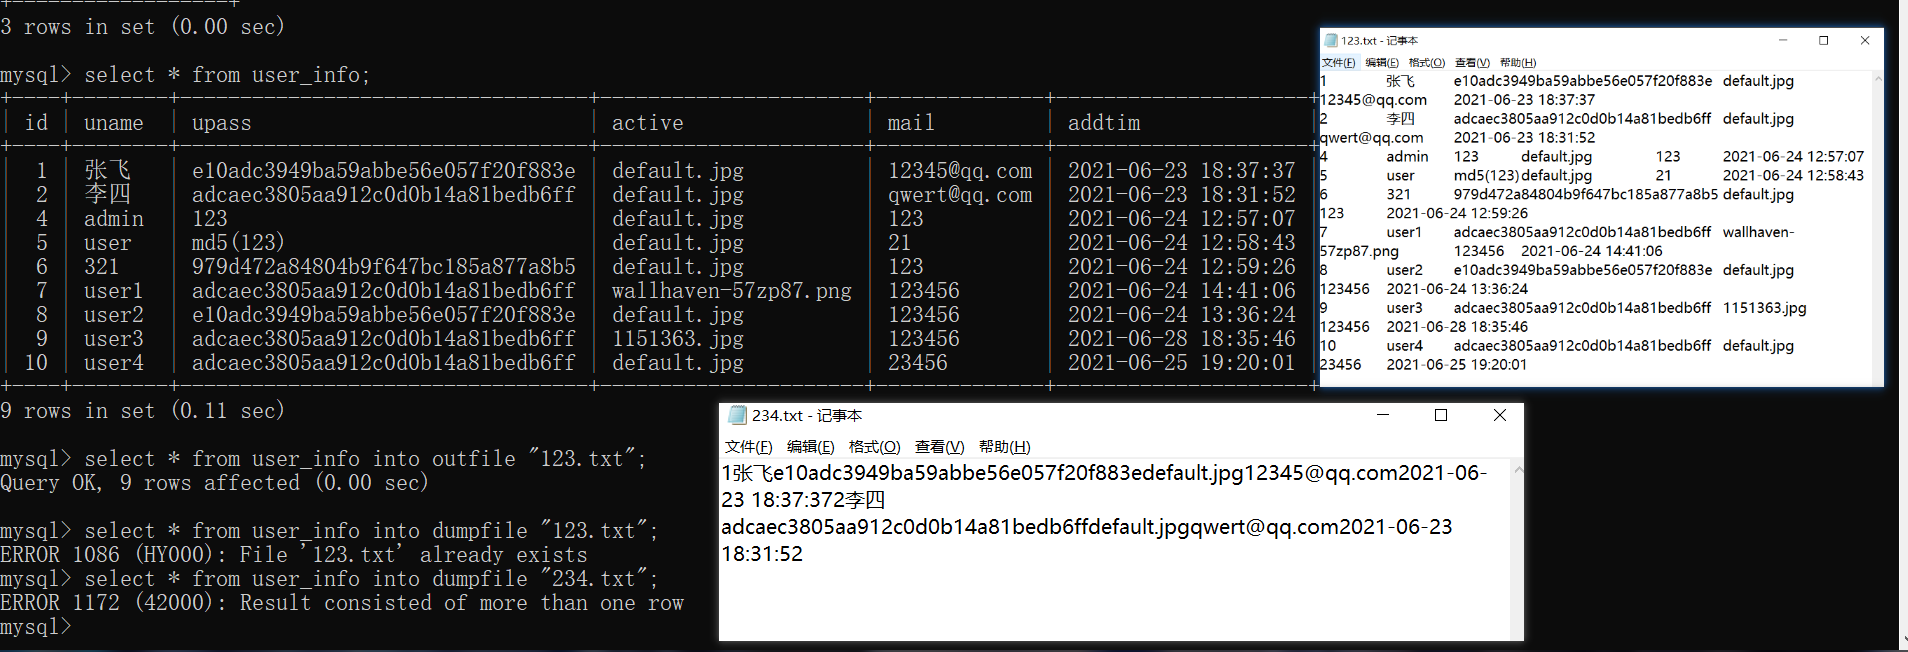 3 rows in set (0.00 sec)
mysql> select * from user_info;
id | uname | upass | active | mail | addtim
1 | 张飞 | e10adc3949ba59abbe56e057f20f883e | default.jpg | 12345@qq.com | 2021-06-23 18:37:37
2 | 李四 | adcaec3805aa912c0d0b14a81bedb6ff | default.jpg | qwert@qq.com | 2021-06-23 18:31:52
4 | admin | 123 | default.jpg | 123 | 2021-06-24 12:57:07
5 | user | md5(123) | default.jpg | 21 | 2021-06-24 12:58:43
6 | 321 | 979d472a84804b9f647bc185a877a8b5 | default.jpg | 123 | 2021-06-24 12:59:26
7 | user1 | adcaec3805aa912c0d0b14a81bedb6ff | wallhaven-57zp87.png | 123456 | 2021-06-24 14:41:06
8 | user2 | e10adc3949ba59abbe56e057f20f883e | default.jpg | 123456 | 2021-06-24 13:36:24
9 | user3 | adcaec3805aa912c0d0b14a81bedb6ff | 1151363.jpg | 123456 | 2021-06-28 18:35:46
10 | user4 | adcaec3805aa912c0d0b14a81bedb6ff | default.jpg | 23456 | 2021-06-25 19:20:01
9 rows in set (0.11 sec)
mysql> select * from user_info into outfile "123.txt";
Query OK, 9 rows affected (0.00 sec)
mysql> select * from user_info into dumpfile "123.txt";
ERROR 1086 (HY000): File '123.txt' already exists
mysql> select * from user_info into dumpfile "234.txt";
ERROR 1172 (42000): Result consisted of more than one row
mysql>
123.txt - 记事本
文件(F) 编辑(E) 格式(O) 查看(V) 帮助(H)
1 张飞 e10adc3949ba59abbe56e057f20f883e default.jpg
12345@qq.com 2021-06-23 18:37:37
2 李四 adcaec3805aa912c0d0b14a81bedb6ff default.jpg
qwert@qq.com 2021-06-23 18:31:52
4 admin 123 default.jpg 123 2021-06-24 12:57:07
5 user md5(123) default.jpg 21 2021-06-24 12:58:43
6 321 979d472a84804b9f647bc185a877a8b5 default.jpg
123 2021-06-24 12:59:26
7 user1 adcaec3805aa912c0d0b14a81bedb6ff wallhaven-
57zp87.png 123456 2021-06-24 14:41:06
8 user2 e10adc3949ba59abbe56e057f20f883e default.jpg
123456 2021-06-24 13:36:24
9 user3 adcaec3805aa912c0d0b14a81bedb6ff 1151363.jpg
123456 2021-06-28 18:35:46
10 user4 adcaec3805aa912c0d0b14a81bedb6ff default.jpg
23456 2021-06-25 19:20:01
234.txt - 记事本
文件(F) 编辑(E) 格式(O) 查看(V) 帮助(H)
1张飞e10adc3949ba59abbe56e057f20f883edefault.jpg12345@qq.com2021-06-
23 18:37:372李四
adcaec3805aa912c0d0b14a81bedb6ffdefault.jpgqwert@qq.com2021-06-23
18:31:52